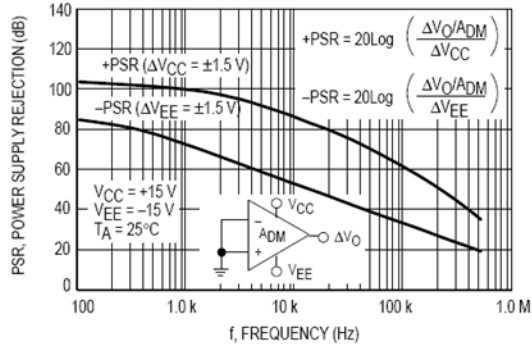 PSR, POWER SUPPLY REJECTION (dB)
140
120
100
80
60
40
20
0
+PSR (ΔVCC = ±1.5 V)
−PSR (ΔVEE = ±1.5 V)
+PSR = 20Log (ΔVO/ADM / ΔVCC)
−PSR = 20Log (ΔVO/ADM / ΔVEE)
VCC = +15 V
VEE = −15 V
TA = 25°C
VCC
−
ADM
+
ΔVO
VEE
100 1.0 k 10 k 100 k 1.0 M
f, FREQUENCY (Hz)